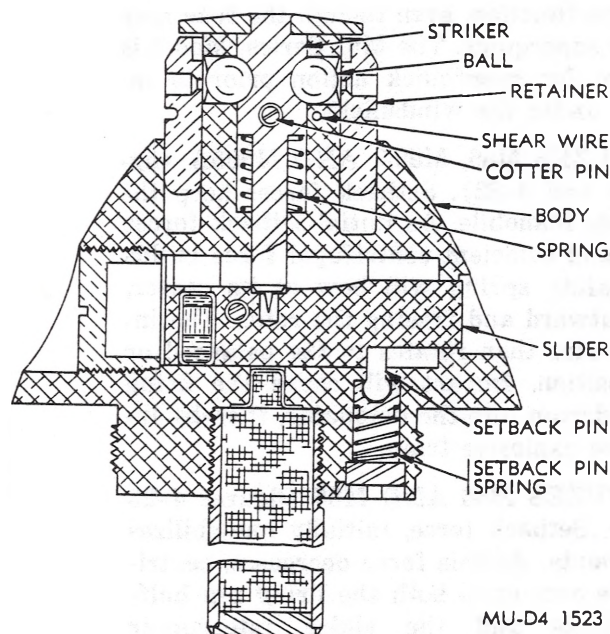 STRIKER
BALL
RETAINER
SHEAR WIRE
COTTER PIN
BODY
SPRING
SLIDER
SETBACK PIN
SETBACK PIN
SPRING
MU-D4 1523